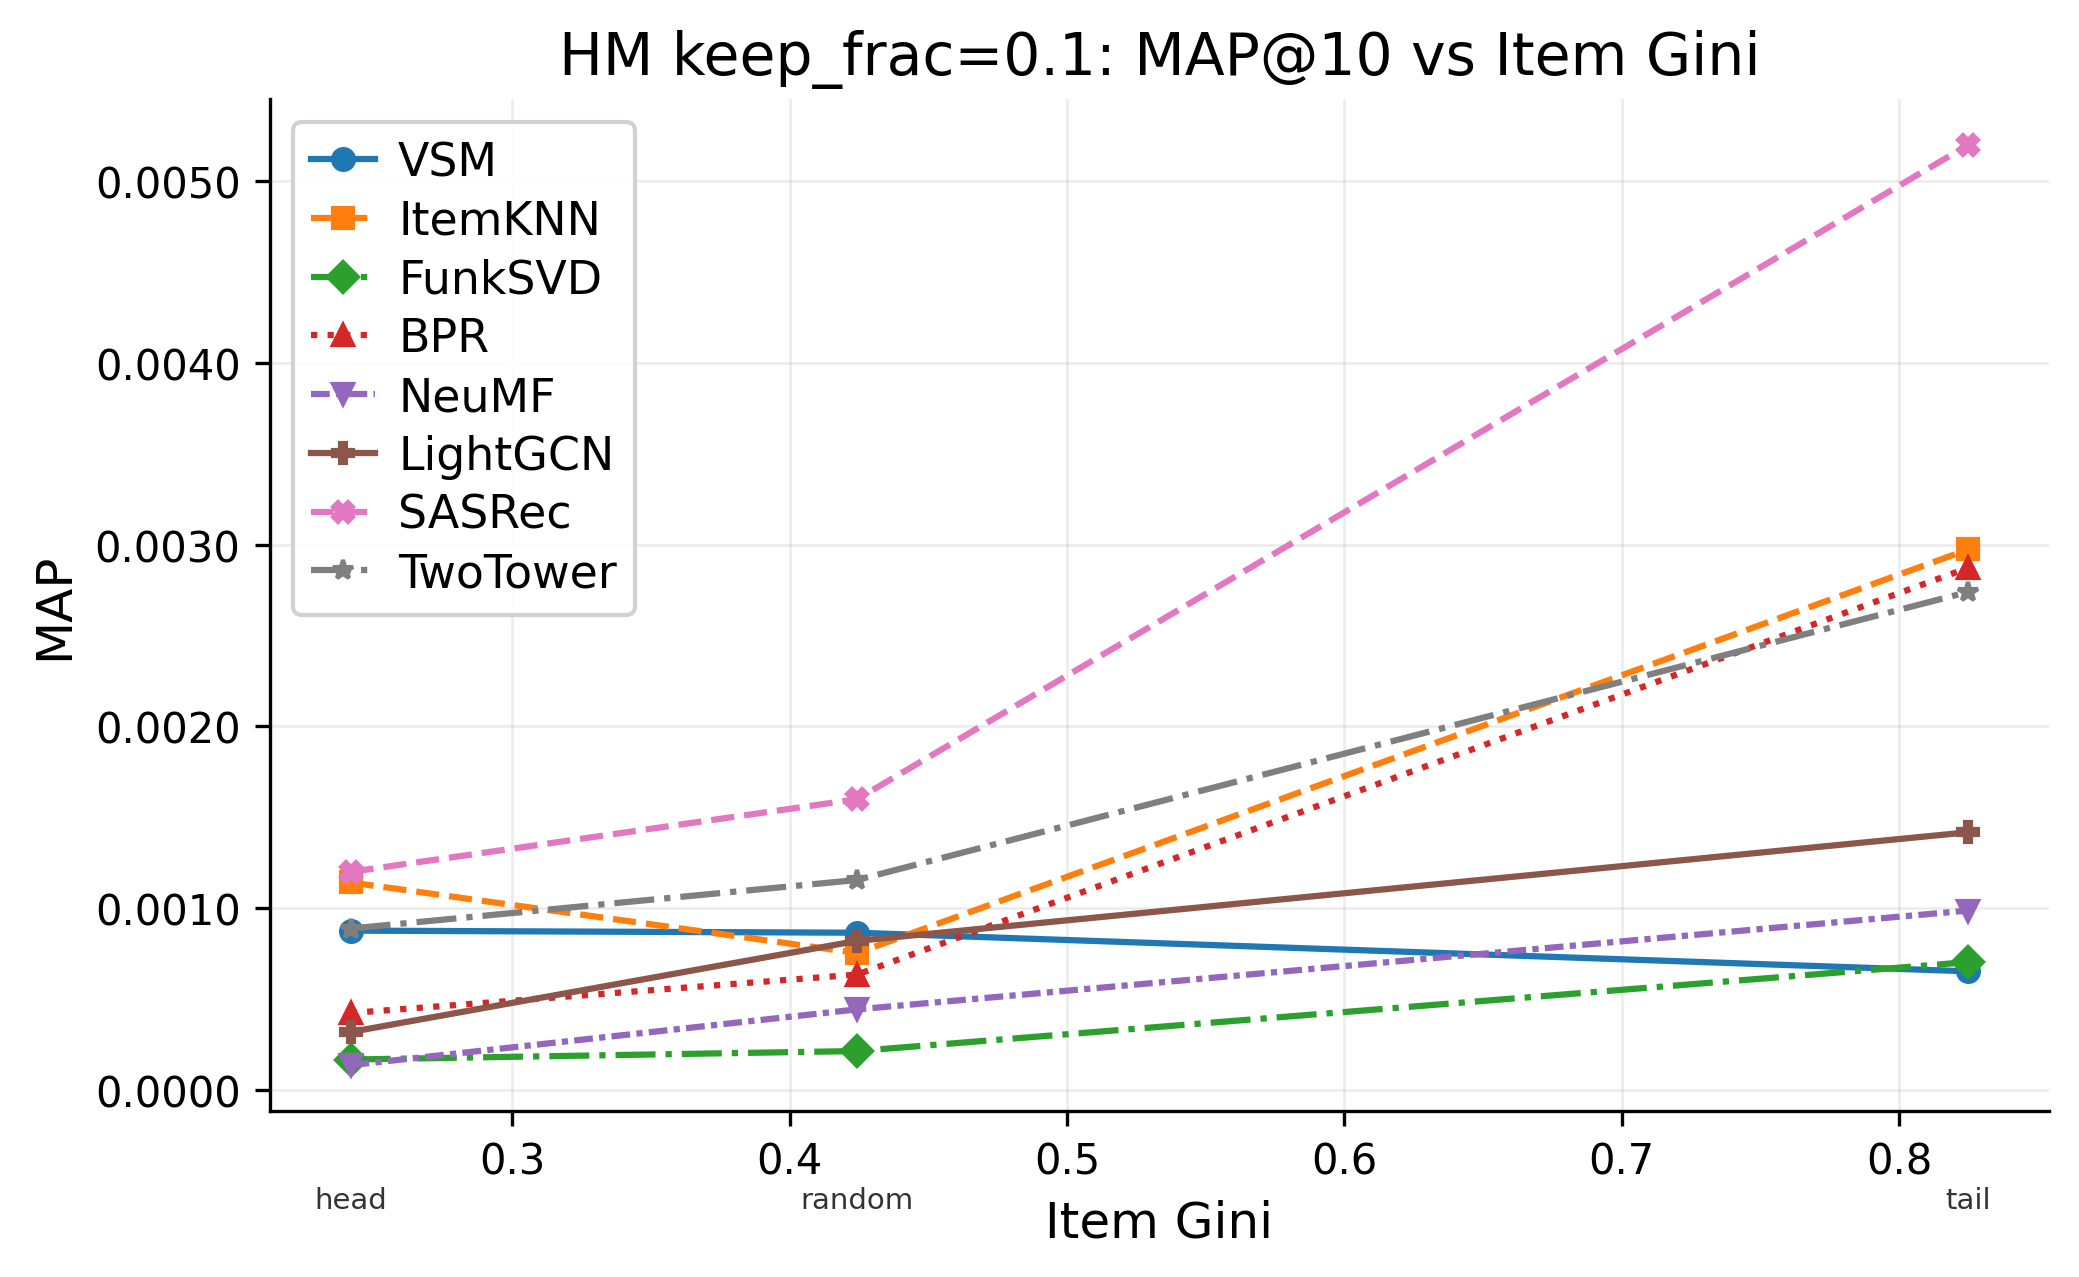 HM keep_frac=0.1: MAP@10 vs Item Gini
VSM
ItemKNN
FunkSVD
BPR
NeuMF
LightGCN
SASRec
TwoTower
MAP
0.0050
0.0040
0.0030
0.0020
0.0010
0.0000
0.3 0.4 0.5 0.6 0.7 0.8
head random tail
Item Gini